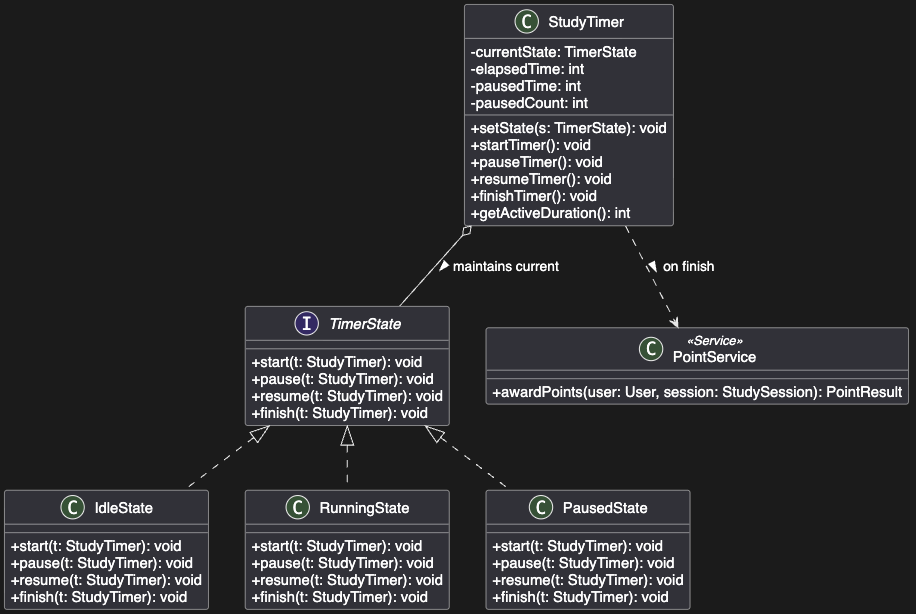 C StudyTimer
-currentState: TimerState
-elapsedTime: int
-pausedTime: int
-pausedCount: int
+setState(s: TimerState): void
+startTimer(): void
+pauseTimer(): void
+resumeTimer(): void
+finishTimer(): void
+getActiveDuration(): int
maintains current
on finish
I TimerState
+start(t: StudyTimer): void
+pause(t: StudyTimer): void
+resume(t: StudyTimer): void
+finish(t: StudyTimer): void
«Service»
C PointService
+awardPoints(user: User, session: StudySession): PointResult
C IdleState
+start(t: StudyTimer): void
+pause(t: StudyTimer): void
+resume(t: StudyTimer): void
+finish(t: StudyTimer): void
C RunningState
+start(t: StudyTimer): void
+pause(t: StudyTimer): void
+resume(t: StudyTimer): void
+finish(t: StudyTimer): void
C PausedState
+start(t: StudyTimer): void
+pause(t: StudyTimer): void
+resume(t: StudyTimer): void
+finish(t: StudyTimer): void